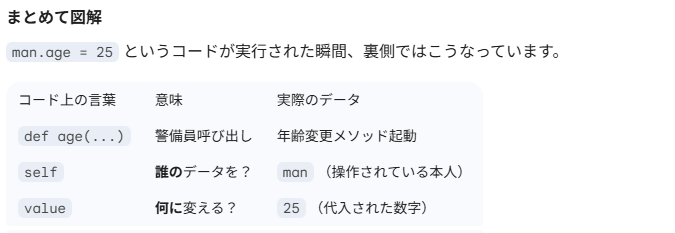 まとめて図解
man.age = 25 というコードが実行された瞬間、裏側ではこうなっています。
コード上の言葉 意味 実際のデータ
def age(...) 警備員呼び出し 年齢変更メソッド起動
self 誰のデータを？ man （操作されている本人）
value 何に変える？ 25 （代入された数字）